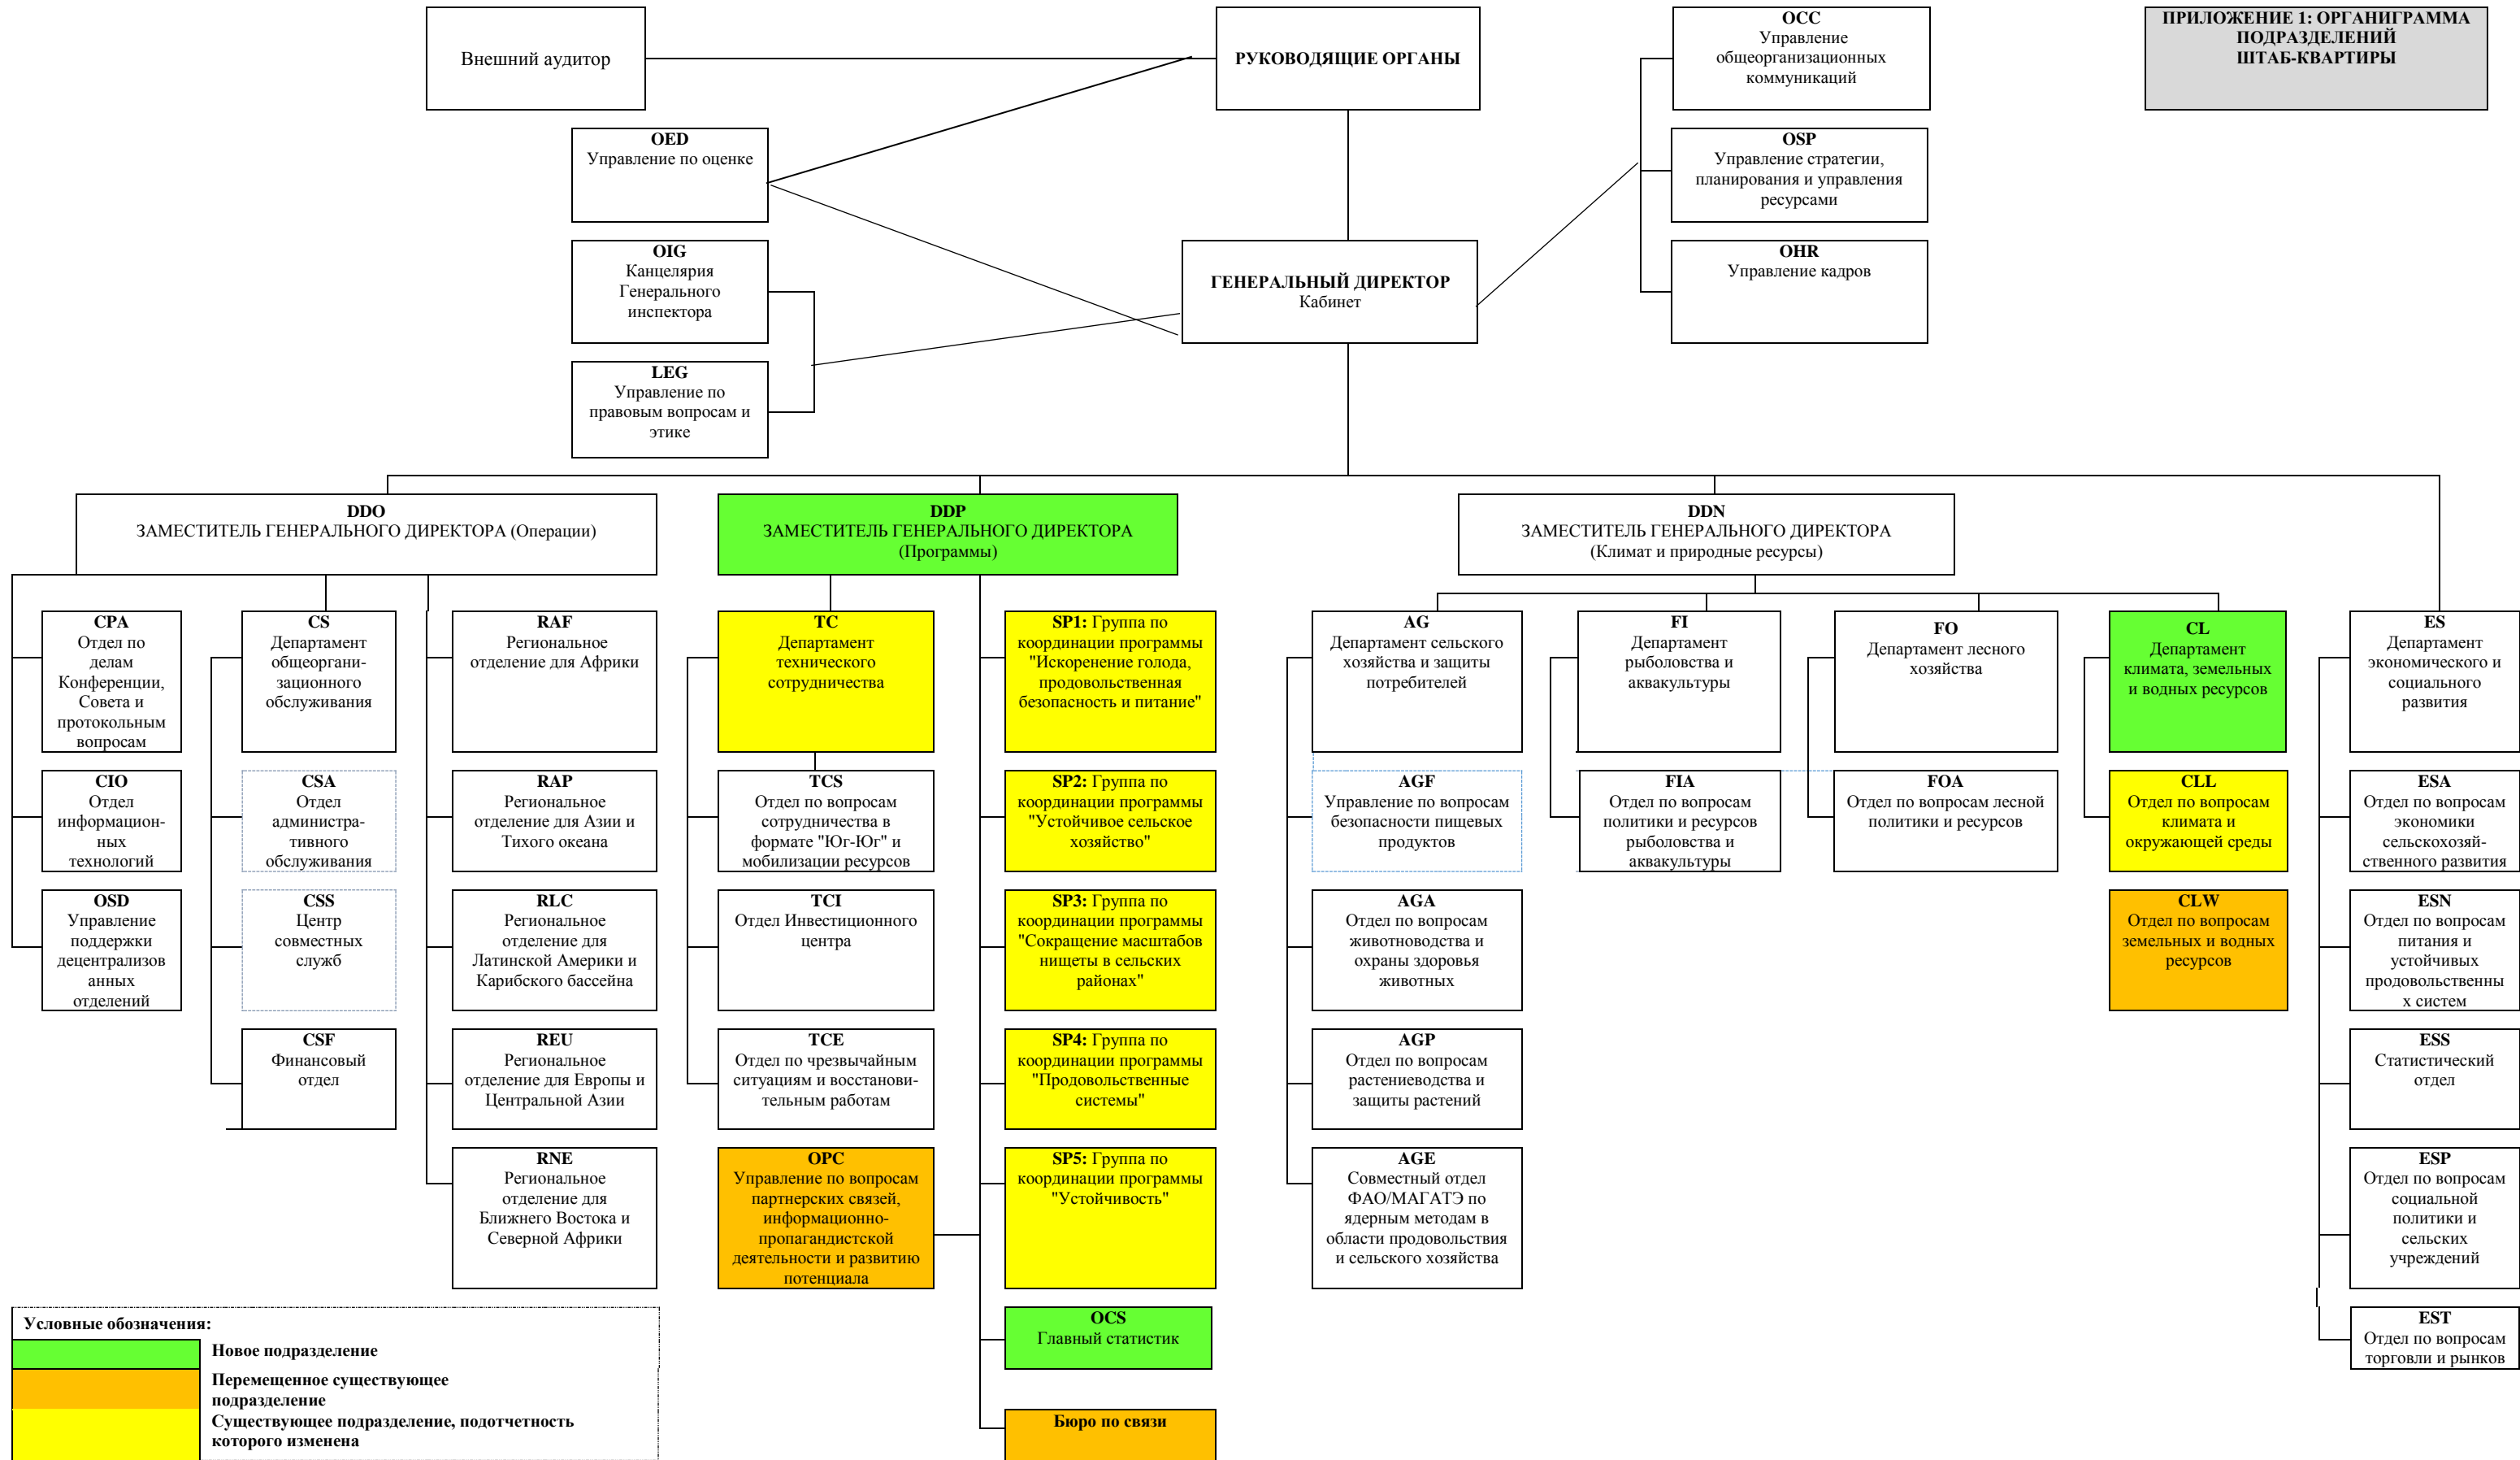 ПРИЛОЖЕНИЕ 1: ОРГАНИГРАММА
ПОДРАЗДЕЛЕНИЙ
ШТАБ-КВАРТИРЫ
Внешний аудитор
РУКОВОДЯЩИЕ ОРГАНЫ
OCC
Управление
общеорганизационных
коммуникаций
OED
Управление по оценке
OSP
Управление стратегии,
планирования и управления
ресурсами
OIG
Канцелярия
Генерального
инспектора
ГЕНЕРАЛЬНЫЙ ДИРЕКТОР
Кабинет
OHR
Управление кадров
LEG
Управление по
правовым вопросам и
этике
DDO
ЗАМЕСТИТЕЛЬ ГЕНЕРАЛЬНОГО ДИРЕКТОРА (Операции)
DDP
ЗАМЕСТИТЕЛЬ ГЕНЕРАЛЬНОГО ДИРЕКТОРА
(Программы)
DDN
ЗАМЕСТИТЕЛЬ ГЕНЕРАЛЬНОГО ДИРЕКТОРА
(Климат и природные ресурсы)
CPA
Отдел по
делам
Конференции,
Совета и
протокольным
вопросам
CS
Департамент
общеоргани-
зационного
обслуживания
RAF
Региональное
отделение для Африки
TC
Департамент
технического
сотрудничества
SP1: Группа по
координации программы
"Искоренение голода,
продовольственная
безопасность и питание"
AG
Департамент сельского
хозяйства и защиты
потребителей
FI
Департамент
рыболовства и
аквакультуры
FO
Департамент лесного
хозяйства
CL
Департамент
климата, земельных
и водных ресурсов
ES
Департамент
экономического и
социального
развития
CIO
Отдел
информацион-
ных
технологий
CSA
Отдел
администра-
тивного
обслуживания
RAP
Региональное
отделение для Азии и
Тихого океана
TCS
Отдел по вопросам
сотрудничества в
формате "Юг-Юг" и
мобилизации ресурсов
SP2: Группа по
координации программы
"Устойчивое сельское
хозяйство"
AGF
Управление по вопросам
безопасности пищевых
продуктов
FIA
Отдел по вопросам
политики и ресурсов
рыболовства и
аквакультуры
FOA
Отдел по вопросам лесной
политики и ресурсов
CLL
Отдел по вопросам
климата и
окружающей среды
ESA
Отдел по вопросам
экономики
сельскохозяй-
ственного развития
OSD
Управление
поддержки
децентрализов
анных
отделений
CSS
Центр
совместных
служб
RLC
Региональное
отделение для
Латинской Америки и
Карибского бассейна
TCI
Отдел Инвестиционного
центра
SP3: Группа по
координации программы
"Сокращение масштабов
нищеты в сельских
районах"
AGA
Отдел по вопросам
животноводства и
охраны здоровья
животных
CLW
Отдел по вопросам
земельных и водных
ресурсов
ESN
Отдел по вопросам
питания и
устойчивых
продовольственны
х систем
CSF
Финансовый
отдел
REU
Региональное
отделение для Европы и
Центральной Азии
TCE
Отдел по чрезвычайным
ситуациям и восстанови-
тельным работам
SP4: Группа по
координации программы
"Продовольственные
системы"
AGP
Отдел по вопросам
растениеводства и
защиты растений
ESS
Статистический
отдел
RNE
Региональное
отделение для
Ближнего Востока и
Северной Африки
OPC
Управление по вопросам
партнерских связей,
информационно-
пропагандистской
деятельности и развитию
потенциала
SP5: Группа по
координации программы
"Устойчивость"
AGE
Совместный отдел
ФАО/МАГАТЭ по
ядерным методам в
области продовольствия
и сельского хозяйства
ESP
Отдел по вопросам
социальной
политики и
сельских
учреждений
OCS
Главный статистик
EST
Отдел по вопросам
торговли и рынков
Бюро по связи
Условные обозначения:
Новое подразделение
Перемещенное существующее
подразделение
Существующее подразделение, подотчетность
которого изменена